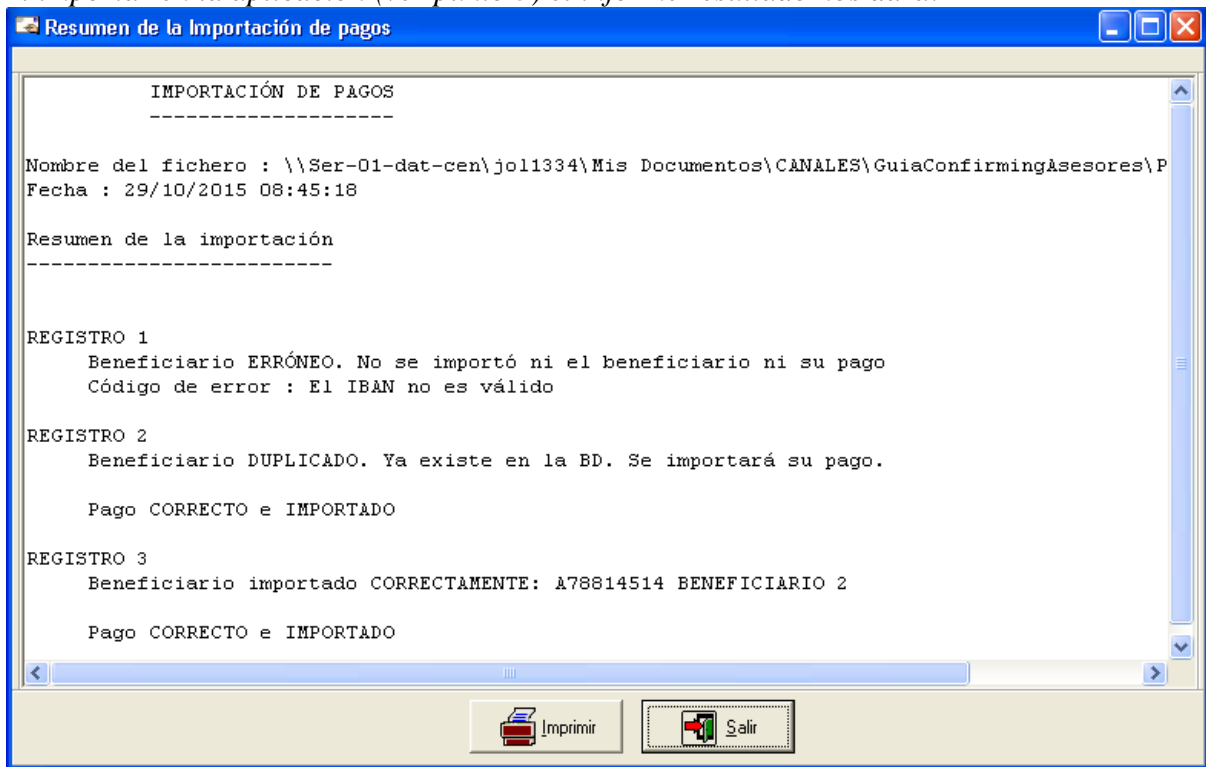 Resumen de la Importación de pagos
IMPORTACIÓN DE PAGOS
--------------------
Nombre del fichero : \\Ser-01-dat-cen\jol1334\Mis Documentos\CANALES\GuiaConfirmingAsesores\P
Fecha : 29/10/2015 08:45:18
Resumen de la importación
-------------------------
REGISTRO 1
Beneficiario ERRÓNEO. No se importó ni el beneficiario ni su pago
Código de error : El IBAN no es válido
REGISTRO 2
Beneficiario DUPLICADO. Ya existe en la BD. Se importará su pago.
Pago CORRECTO e IMPORTADO
REGISTRO 3
Beneficiario importado CORRECTAMENTE: A78814514 BENEFICIARIO 2
Pago CORRECTO e IMPORTADO
Imprimir
Salir